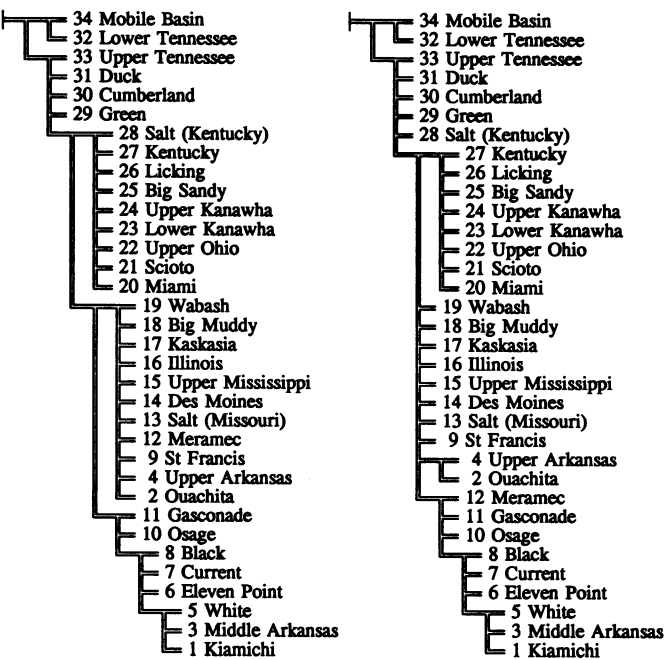 34 Mobile Basin
32 Lower Tennessee
33 Upper Tennessee
31 Duck
30 Cumberland
29 Green
28 Salt (Kentucky)
27 Kentucky
26 Licking
25 Big Sandy
24 Upper Kanawha
23 Lower Kanawha
22 Upper Ohio
21 Scioto
20 Miami
19 Wabash
18 Big Muddy
17 Kaskasia
16 Illinois
15 Upper Mississippi
14 Des Moines
13 Salt (Missouri)
12 Meramec
9 St Francis
4 Upper Arkansas
2 Ouachita
11 Gasconade
10 Osage
8 Black
7 Current
6 Eleven Point
5 White
3 Middle Arkansas
1 Kiamichi
34 Mobile Basin
32 Lower Tennessee
33 Upper Tennessee
31 Duck
30 Cumberland
29 Green
28 Salt (Kentucky)
27 Kentucky
26 Licking
25 Big Sandy
24 Upper Kanawha
23 Lower Kanawha
22 Upper Ohio
21 Scioto
20 Miami
19 Wabash
18 Big Muddy
17 Kaskasia
16 Illinois
15 Upper Mississippi
14 Des Moines
13 Salt (Missouri)
9 St Francis
4 Upper Arkansas
2 Ouachita
12 Meramec
11 Gasconade
10 Osage
8 Black
7 Current
6 Eleven Point
5 White
3 Middle Arkansas
1 Kiamichi